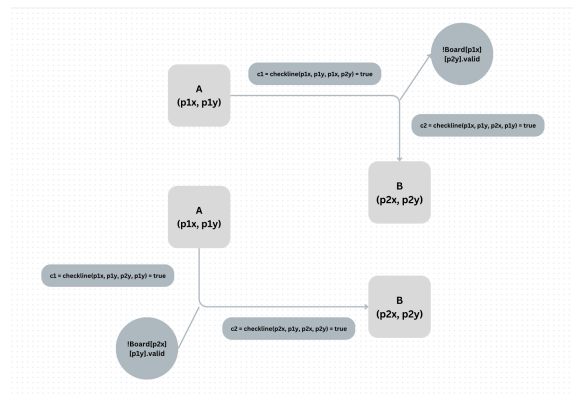 !Board[p1x]
[p2y].valid
c1 = checkline(p1x, p1y, p1x, p2y) = true
A
(p1x, p1y)
c2 = checkline(p1x, p1y, p2x, p1y) = true
B
(p2x, p2y)
A
(p1x, p1y)
c1 = checkline(p1x, p1y, p2y, p1y) = true
B
(p2x, p2y)
c2 = checkline(p2x, p1y, p2x, p2y) = true
!Board[p2x]
[p1y].valid